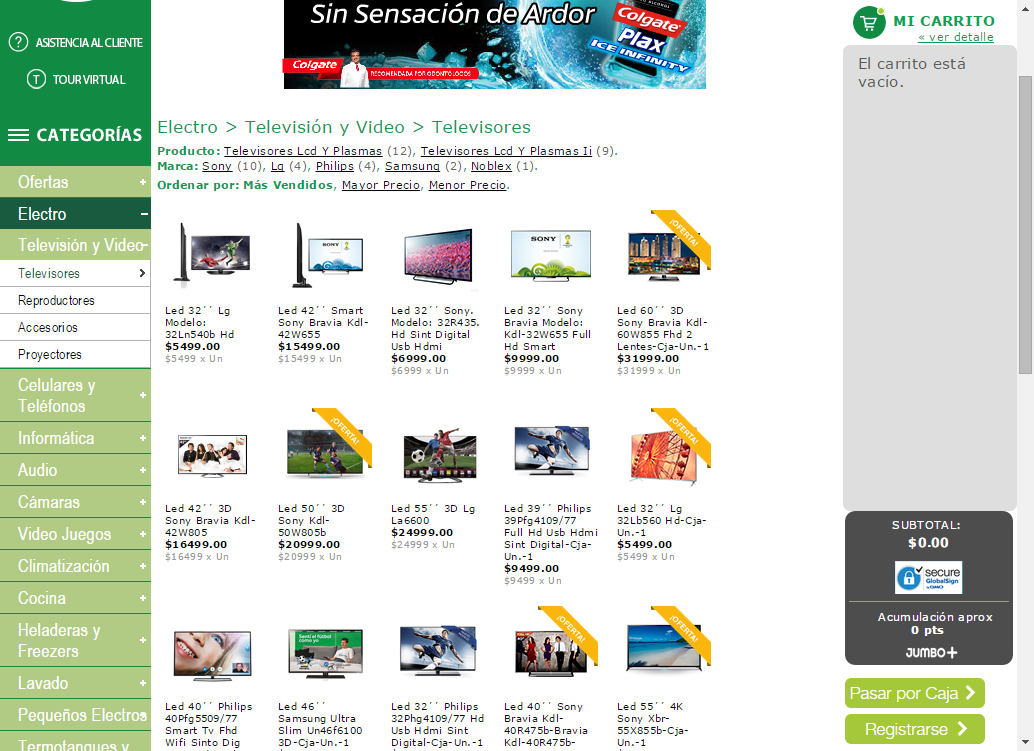 ? ASISTENCIA AL CLIENTE
T TOUR VIRTUAL
CATEGORÍAS
Ofertas +
Electro −
Televisión y Video−
Televisores
Reproductores
Accesorios
Proyectores
Celulares y
Teléfonos +
Informática +
Audio +
Cámaras +
Video Juegos +
Climatización +
Cocina +
Heladeras y
Freezers +
Lavado +
Pequeños Electros+
Termotanques y
Sin Sensación de Ardor
ALCOHOL
Colgate
Plax
ICE INFINITY
Colgate
RECOMENDADA POR ODONTÓLOGOS
Electro > Televisión y Video > Televisores
Producto: Televisores Lcd Y Plasmas (12), Televisores Lcd Y Plasmas Ii (9).
Marca: Sony (10), Lg (4), Philips (4), Samsung (2), Noblex (1).
Ordenar por: Más Vendidos, Mayor Precio, Menor Precio.
Led 32´´ Lg
Modelo:
32Ln540b Hd
$5499.00
$5499 x Un
SONY
Led 42´´ Smart
Sony Bravia Kdl-
42W655
$15499.00
$15499 x Un
Led 32´´ Sony.
Modelo: 32R435.
Hd Sint Digital
Usb Hdmi
$6999.00
$6999 x Un
SONY
Led 32´´ Sony
Bravia Modelo:
Kdl-32W655 Full
Hd Smart
$9999.00
$9999 x Un
¡OFERTA!
Led 60´´ 3D
Sony Bravia Kdl-
60W855 Fhd 2
Lentes-Cja-Un.-1
$31999.00
$31999 x Un
Led 42´´ 3D
Sony Bravia Kdl-
42W805
$16499.00
$16499 x Un
¡OFERTA!
Led 50´´ 3D
Sony Kdl-
50W805b
$20999.00
$20999 x Un
Led 55´´ 3D Lg
La6600
$24999.00
$24999 x Un
Led 39´´ Philips
39Pfg4109/77
Full Hd Usb Hdmi
Sint Digital-Cja-
Un.-1
$9499.00
$9499 x Un
¡OFERTA!
Led 32´´ Lg
32Lb560 Hd-Cja-
Un.-1
$5499.00
$5499 x Un
Led 40´´ Philips
40Pfg5509/77
Smart Tv Fhd
Wifi Sinto Dig
Sentí el fútbol
como yo
Led 46´´
Samsung Ultra
Slim Un46f6100
3D-Cja-Un.-1
Led 32´´ Philips
32Phg4109/77 Hd
Usb Hdmi Sint
Digital-Cja-Un.-1
¡OFERTA!
Led 40´´ Sony
Bravia Kdl-
40R475b-Bravia
Kdl-40R475b-
¡OFERTA!
Led 55´´ 4K
Sony Xbr-
55X855b-Cja-
Un.-1
MI CARRITO
« ver detalle
El carrito está
vacío.
SUBTOTAL:
$0.00
secure
GlobalSign
by GMO
Acumulación aprox
0 pts
JUMBO+
Pasar por Caja
Registrarse